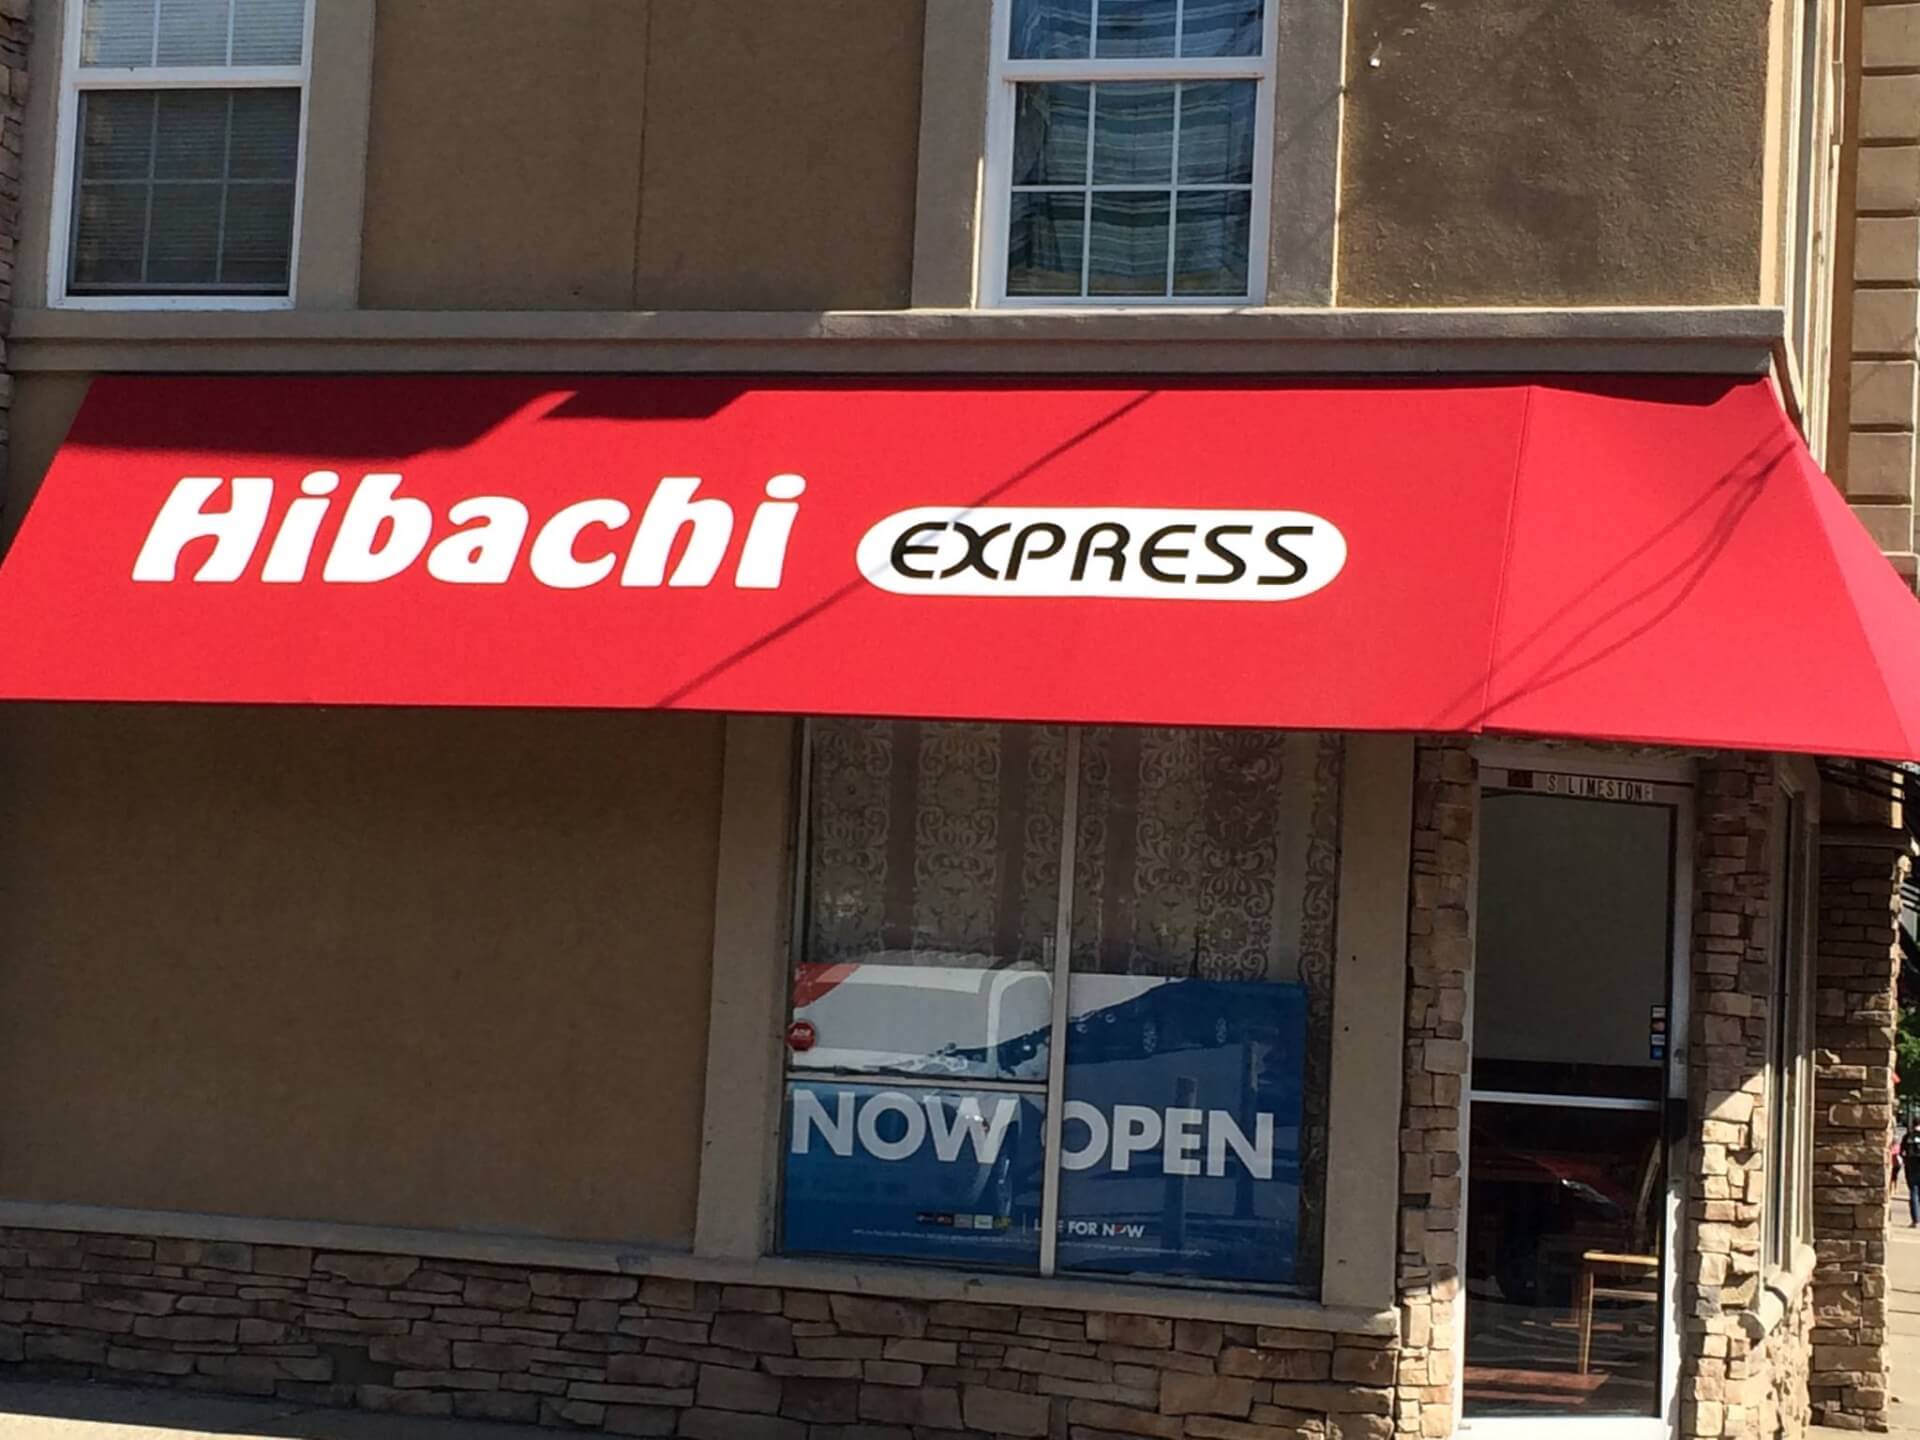 Hibachi EXPRESS
S LIMESTONE
NOW OPEN
FOR NOW